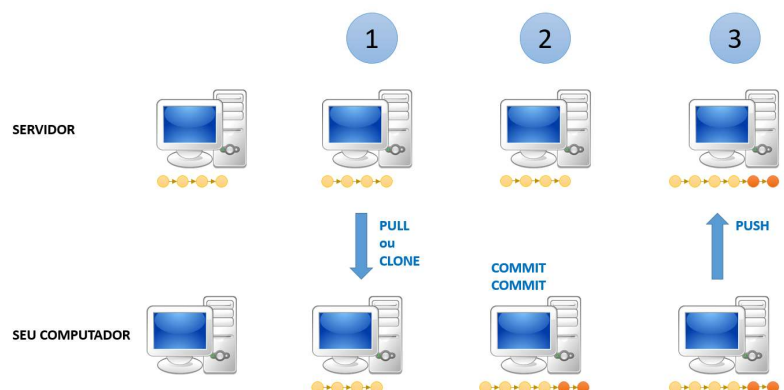 1
2
3
SERVIDOR
PULL
ou
CLONE
PUSH
COMMIT
COMMIT
SEU COMPUTADOR